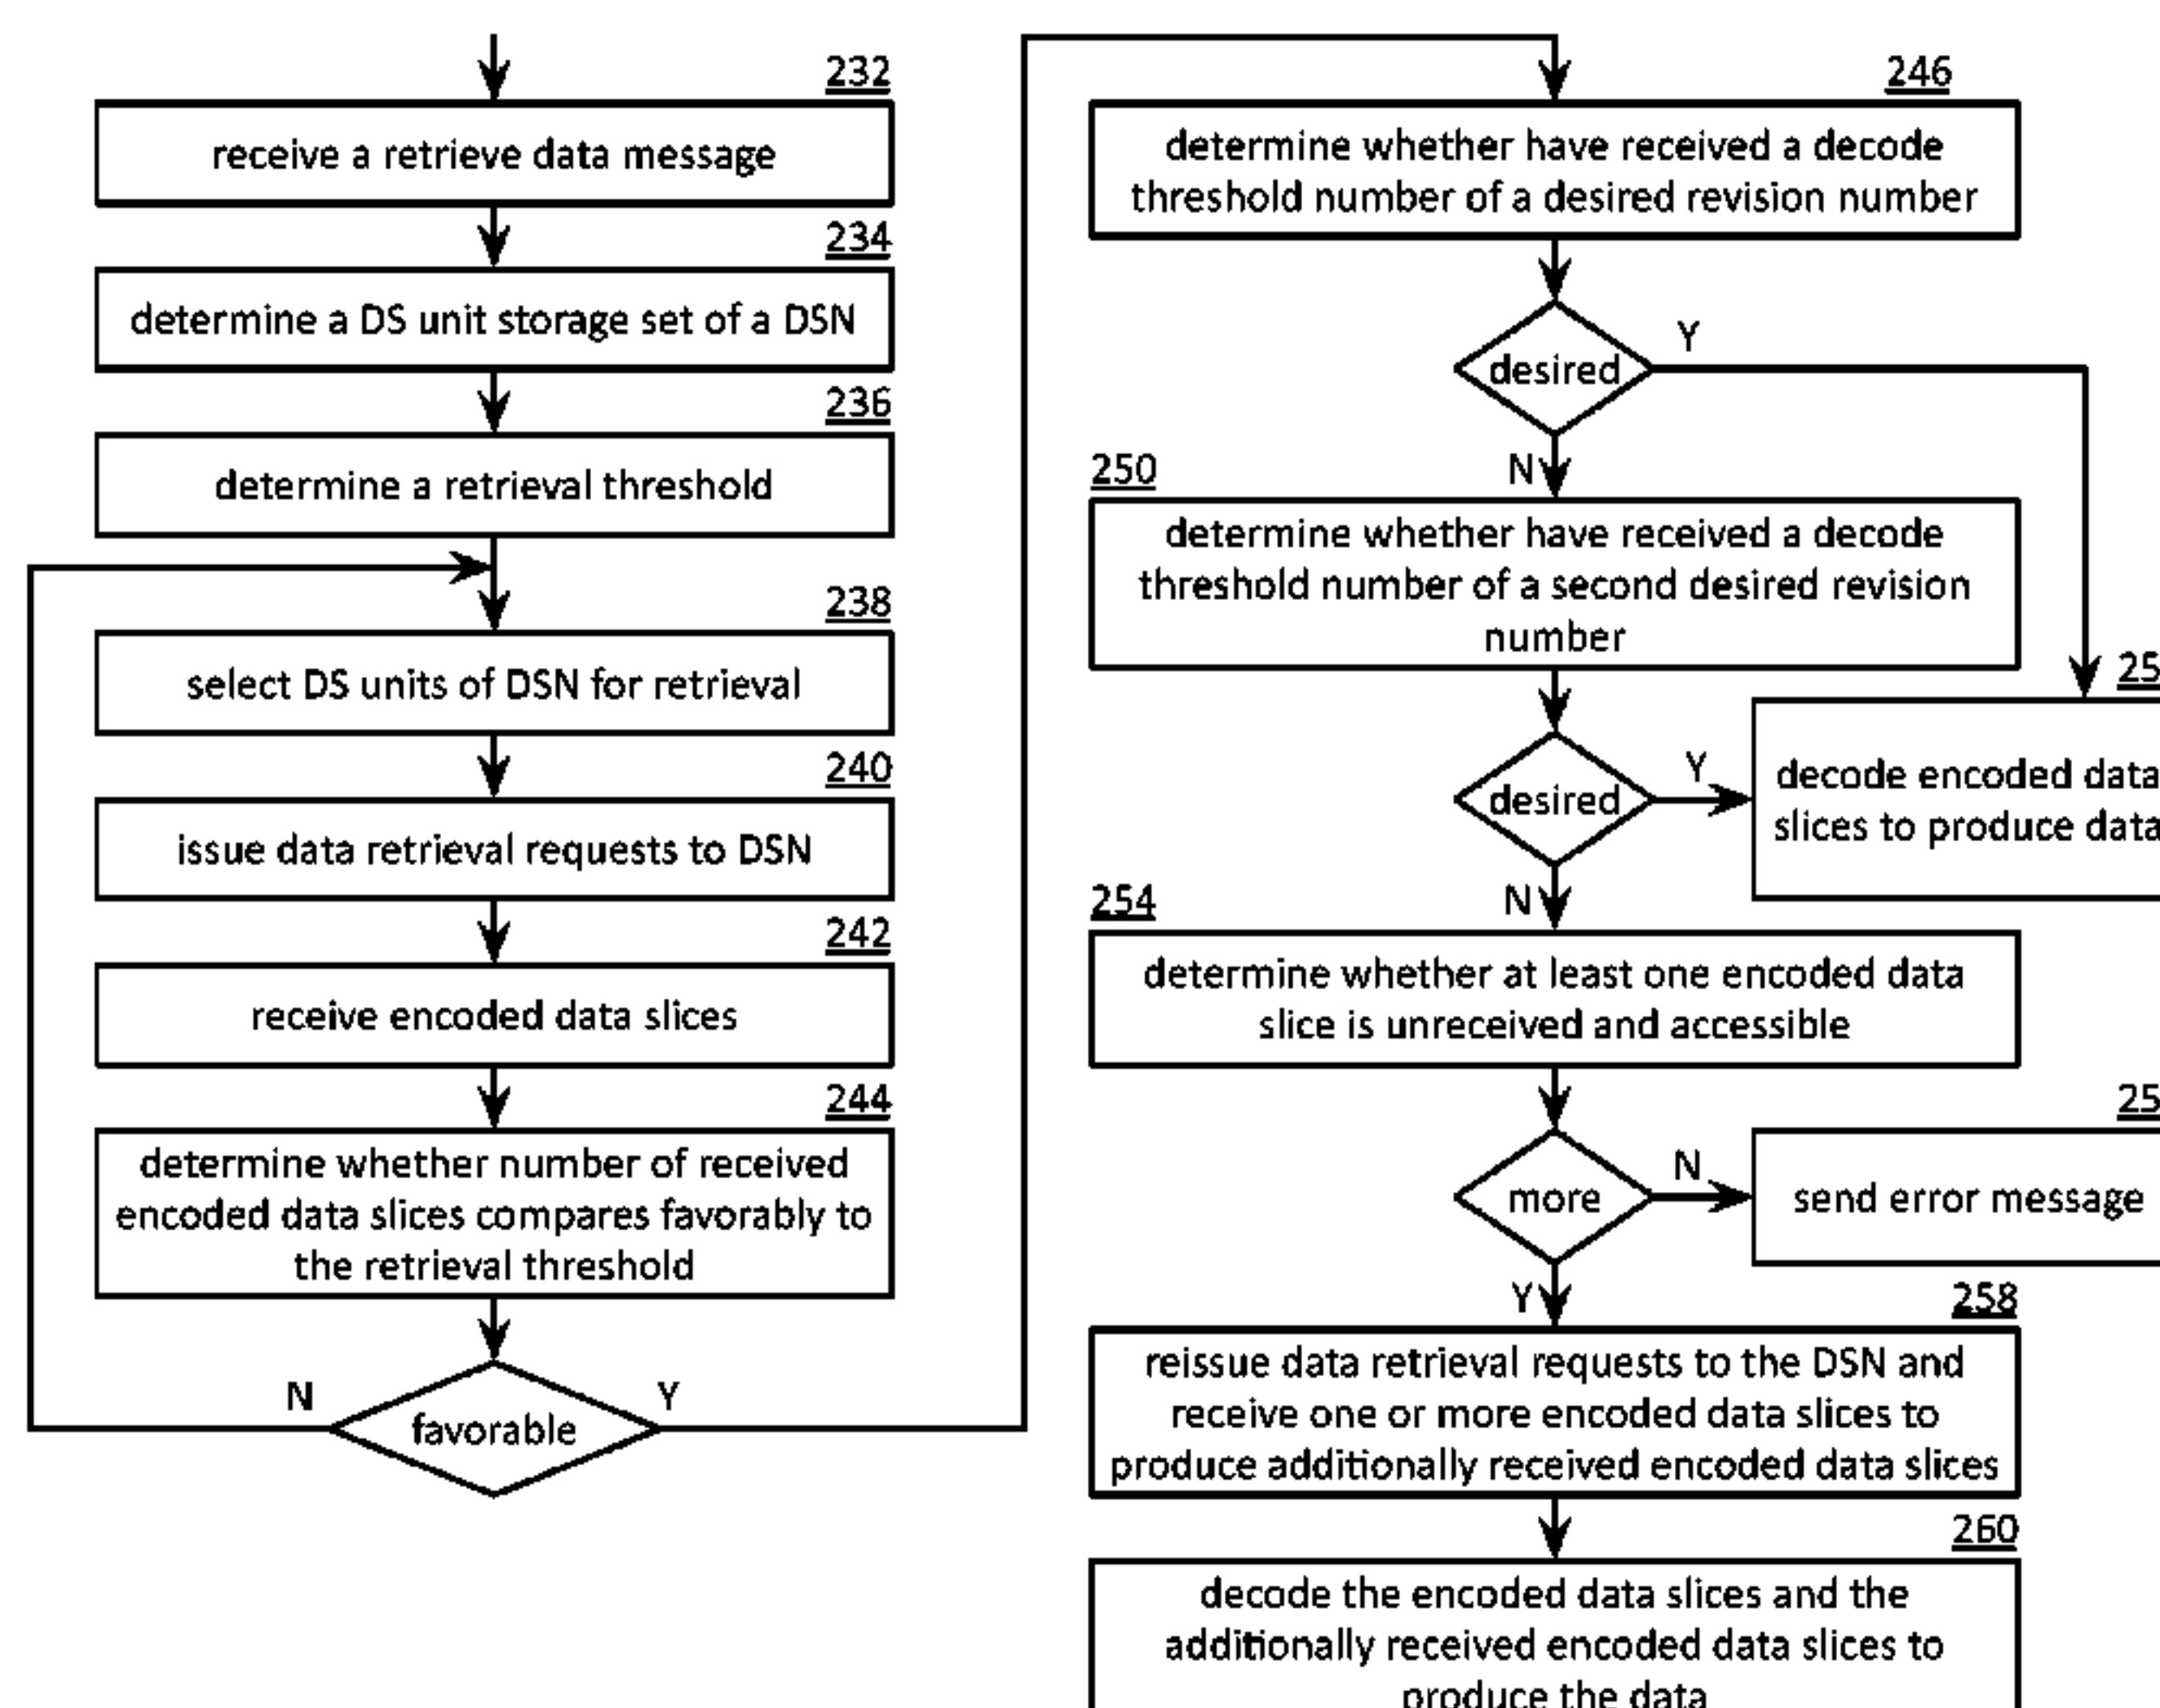 232
receive a retrieve data message
234
determine a DS unit storage set of a DSN
236
determine a retrieval threshold
238
select DS units of DSN for retrieval
240
issue data retrieval requests to DSN
242
receive encoded data slices
244
determine whether number of received
encoded data slices compares favorably to
the retrieval threshold
N
favorable
Y
246
determine whether have received a decode
threshold number of a desired revision number
desired
Y
N
250
determine whether have received a decode
threshold number of a second desired revision
number
desired
Y
decode encoded data
slices to produce data
N
254
determine whether at least one encoded data
slice is unreceived and accessible
more
N
send error message
Y
258
reissue data retrieval requests to the DSN and
receive one or more encoded data slices to
produce additionally received encoded data slices
260
decode the encoded data slices and the
additionally received encoded data slices to
produce the data